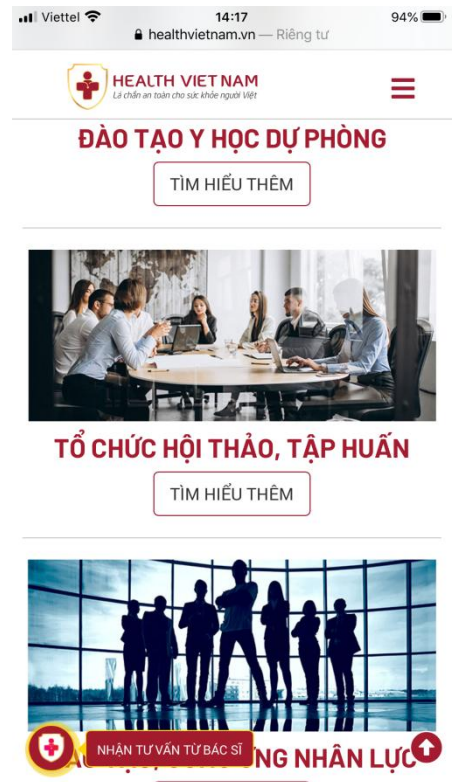 Viettel 14:17 94%
healthvietnam.vn — Riêng tư
HEALTH VIET NAM
Lá chắn an toàn cho sức khỏe người Việt
ĐÀO TẠO Y HỌC DỰ PHÒNG
TÌM HIỂU THÊM
TỔ CHỨC HỘI THẢO, TẬP HUẤN
TÌM HIỂU THÊM
NHÂN LỰC
NHẬN TƯ VẤN TỪ BÁC SĨ